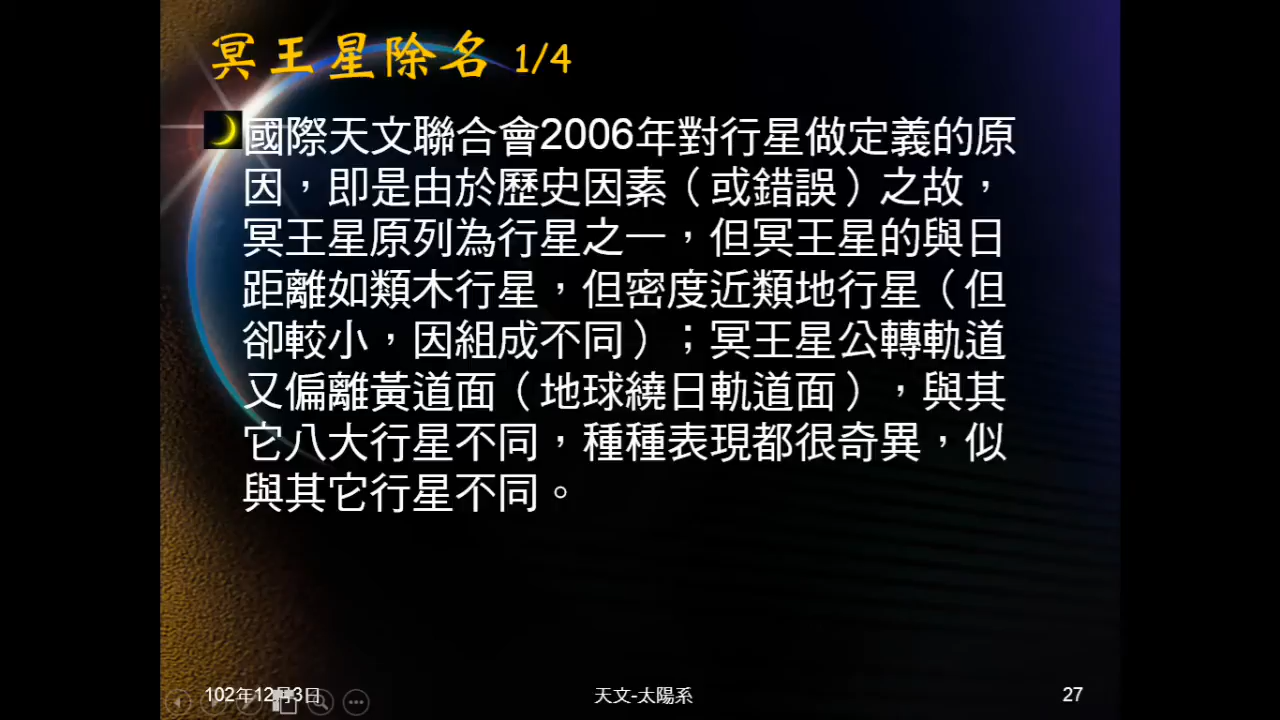 冥王星除名 1/4
國際天文聯合會2006年對行星做定義的原
因，即是由於歷史因素（或錯誤）之故，
冥王星原列為行星之一，但冥王星的與日
距離如類木行星，但密度近類地行星（但
卻較小，因組成不同）；冥王星公轉軌道
又偏離黃道面（地球繞日軌道面），與其
它八大行星不同，種種表現都很奇異，似
與其它行星不同。
102年12月3日
天文-太陽系
27